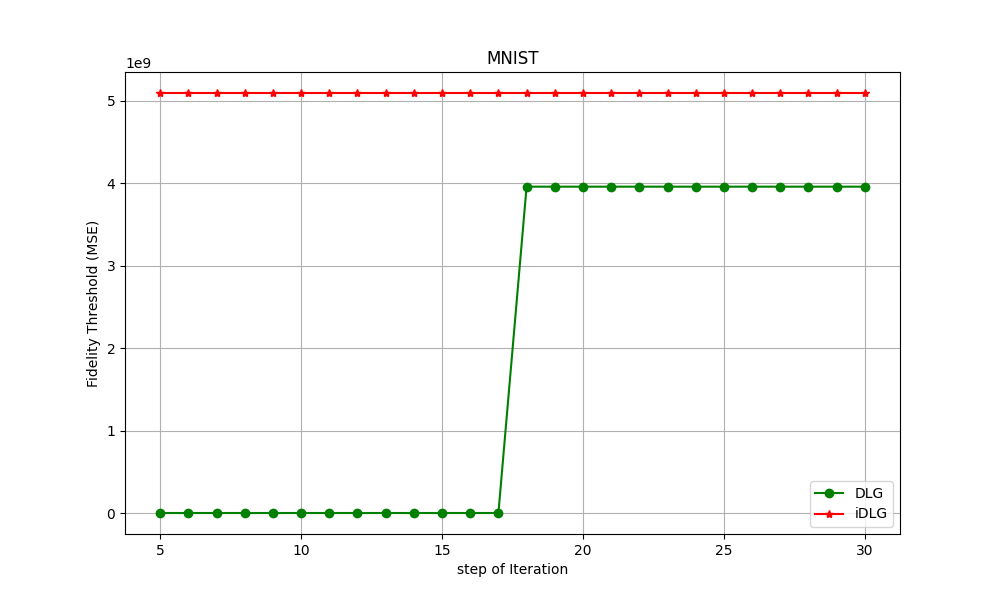 MNIST
1e9
5
4
3
2
1
0
Fidelity Threshold (MSE)
5 10 15 20 25 30
step of Iteration
DLG
iDLG